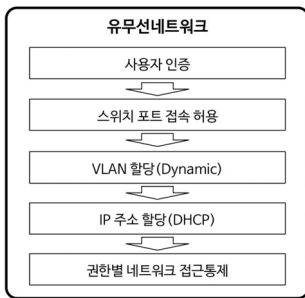 유무선네트워크
사용자 인증
스위치 포트 접속 허용
VLAN 할당(Dynamic)
IP 주소 할당(DHCP)
권한별 네트워크 접근통제